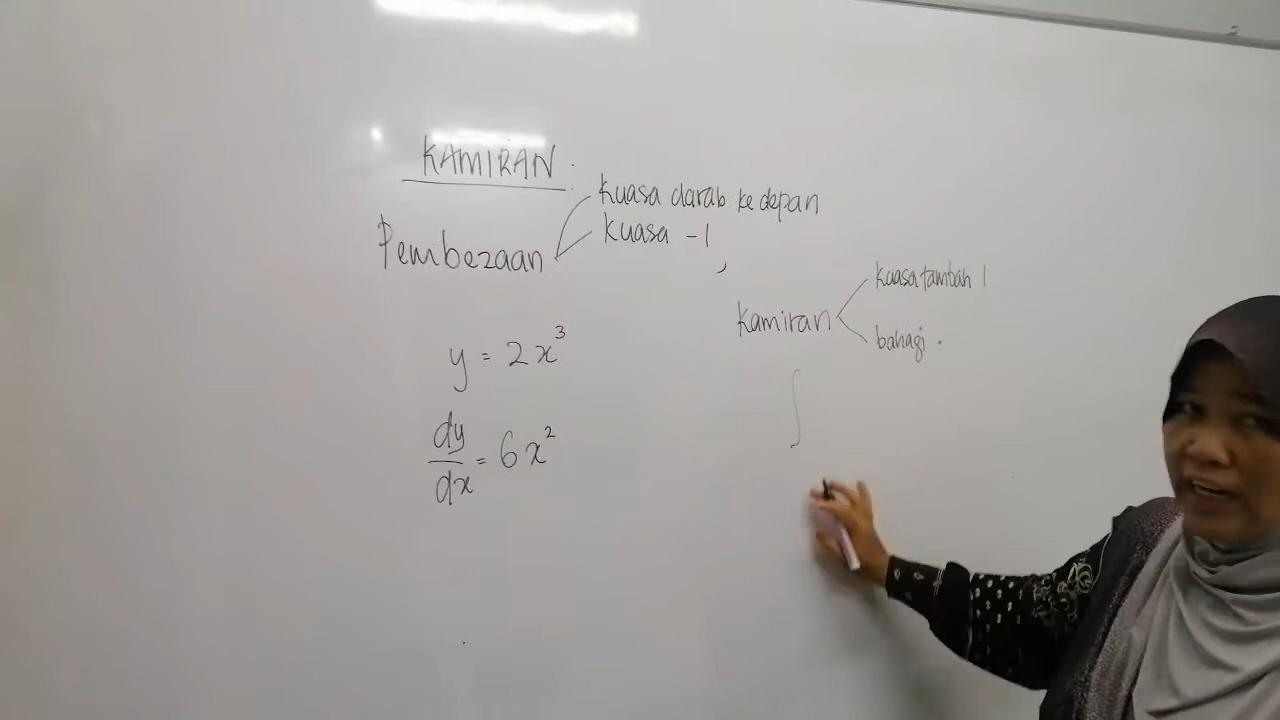 KAMIRAN :
Pembezaan
kuasa darab ke depan
kuasa -1
,
y = 2x³
dy/dx = 6x²
kamiran
kuasa tambah 1
bahagi .
∫